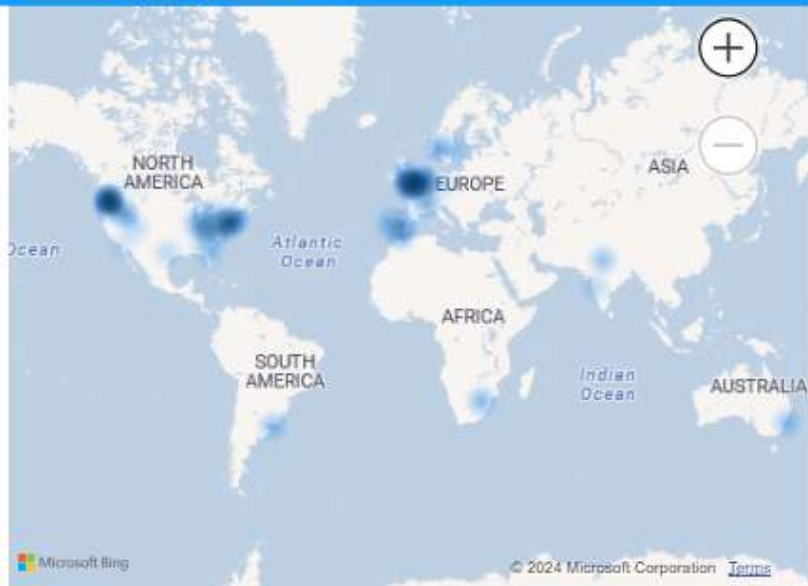 NORTH
AMERICA
EUROPE
ASIA
Ocean
Atlantic
Ocean
AFRICA
SOUTH
AMERICA
Indian
Ocean
AUSTRALIA
Microsoft Bing
© 2024 Microsoft Corporation Terms